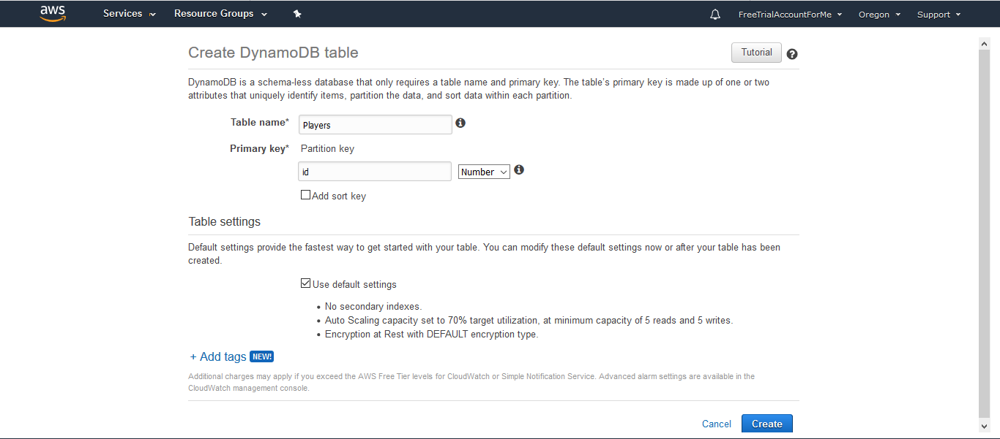 aws Services Resource Groups FreeTrialAccountForMe Oregon Support
Create DynamoDB table Tutorial ?
DynamoDB is a schema-less database that only requires a table name and primary key. The table's primary key is made up of one or two
attributes that uniquely identify items, partition the data, and sort data within each partition.
Table name* Players
Primary key* Partition key
id Number
Add sort key
Table settings
Default settings provide the fastest way to get started with your table. You can modify these default settings now or after your table has been
created.
Use default settings
• No secondary indexes.
• Auto Scaling capacity set to 70% target utilization, at minimum capacity of 5 reads and 5 writes.
• Encryption at Rest with DEFAULT encryption type.
+ Add tags NEW!
Additional charges may apply if you exceed the AWS Free Tier levels for CloudWatch or Simple Notification Service. Advanced alarm settings are available in the
CloudWatch management console.
Cancel Create